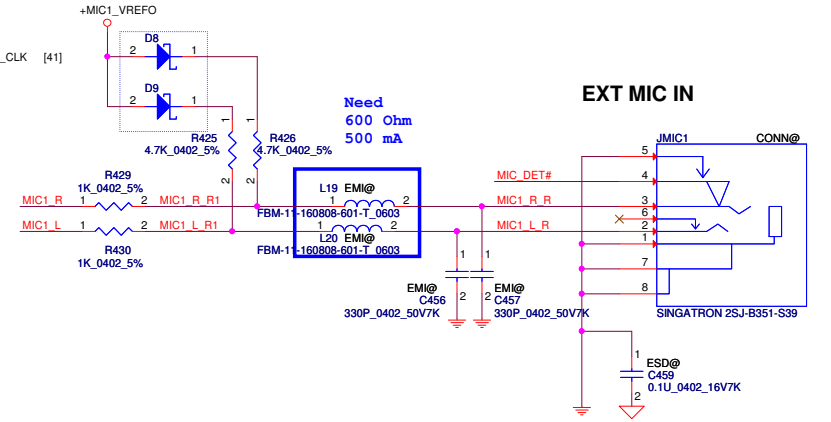 +MIC1_VREFO
_CLK [41]
D8
2 1
D9
2 1
1 1
R425 R426
4.7K_0402_5% 4.7K_0402_5%
2 2
Need
600 Ohm
500 mA
EXT MIC IN
JMIC1 CONN@
5
MIC_DET# 4
R429
1K_0402_5%
MIC1_R 1 2 MIC1_R_R1
L19 EMI@
1 2
FBM-11-160808-601-T_0603
MIC1_R_R 3
6
MIC1_L 1 2 MIC1_L_R1
L20 EMI@
1 2
FBM-11-160808-601-T_0603
MIC1_L_R 2
1
R430
1K_0402_5%
7
8
1 1
EMI@ EMI@
C456 C457
2 2
330P_0402_50V7K 330P_0402_50V7K
SINGATRON 2SJ-B351-S39
1
ESD@
C459
0.1U_0402_16V7K
2